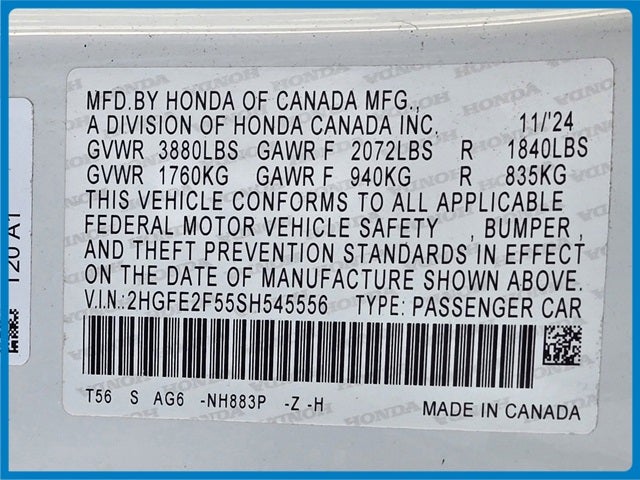 MFD.BY HONDA OF CANADA MFG.,
A DIVISION OF HONDA CANADA INC. 11/'24
GVWR 3880LBS GAWR F 2072LBS R 1840LBS
GVWR 1760KG GAWR F 940KG R 835KG
THIS VEHICLE CONFORMS TO ALL APPLICABLE
FEDERAL MOTOR VEHICLE SAFETY , BUMPER ,
AND THEFT PREVENTION STANDARDS IN EFFECT
ON THE DATE OF MANUFACTURE SHOWN ABOVE.
V.I.N.:2HGFE2F55SH545556 TYPE: PASSENGER CAR
T56 S AG6 -NH883P -Z -H
MADE IN CANADA
T20 A1